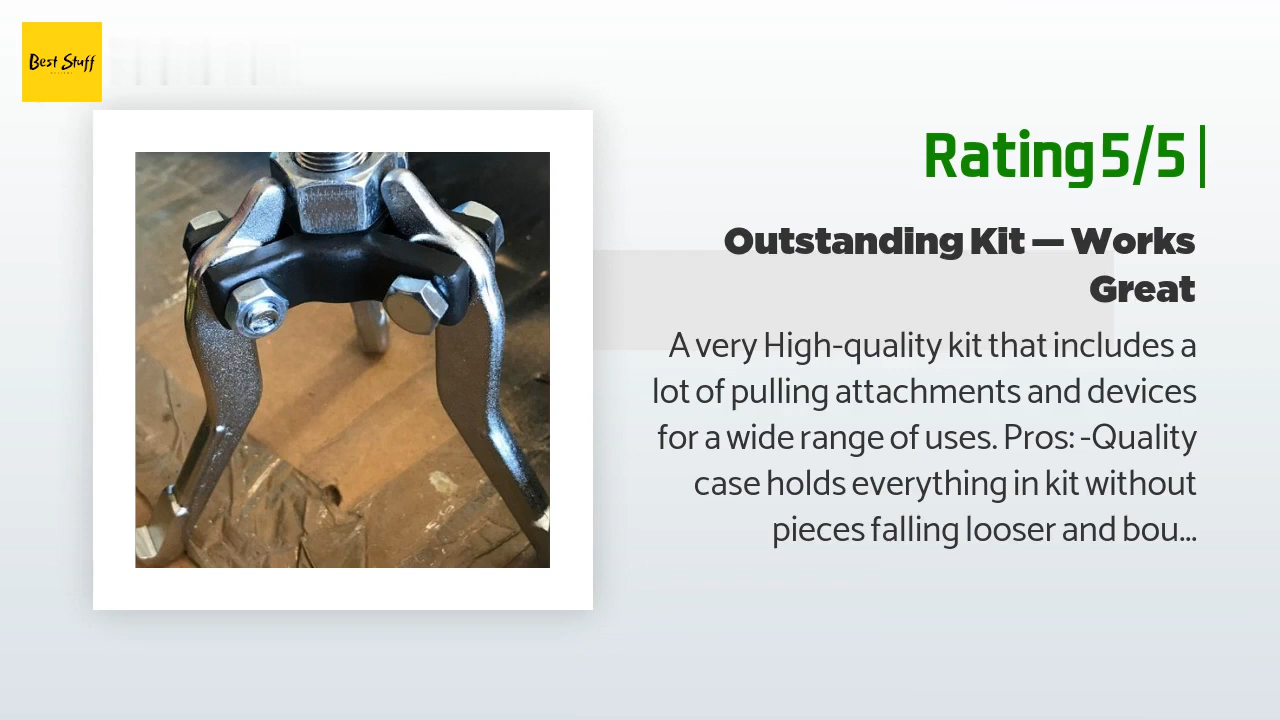 Best Stuff
Rating 5/5
Outstanding Kit — Works
Great
A very High-quality kit that includes a
lot of pulling attachments and devices
for a wide range of uses. Pros: -Quality
case holds everything in kit without
pieces falling looser and bou...